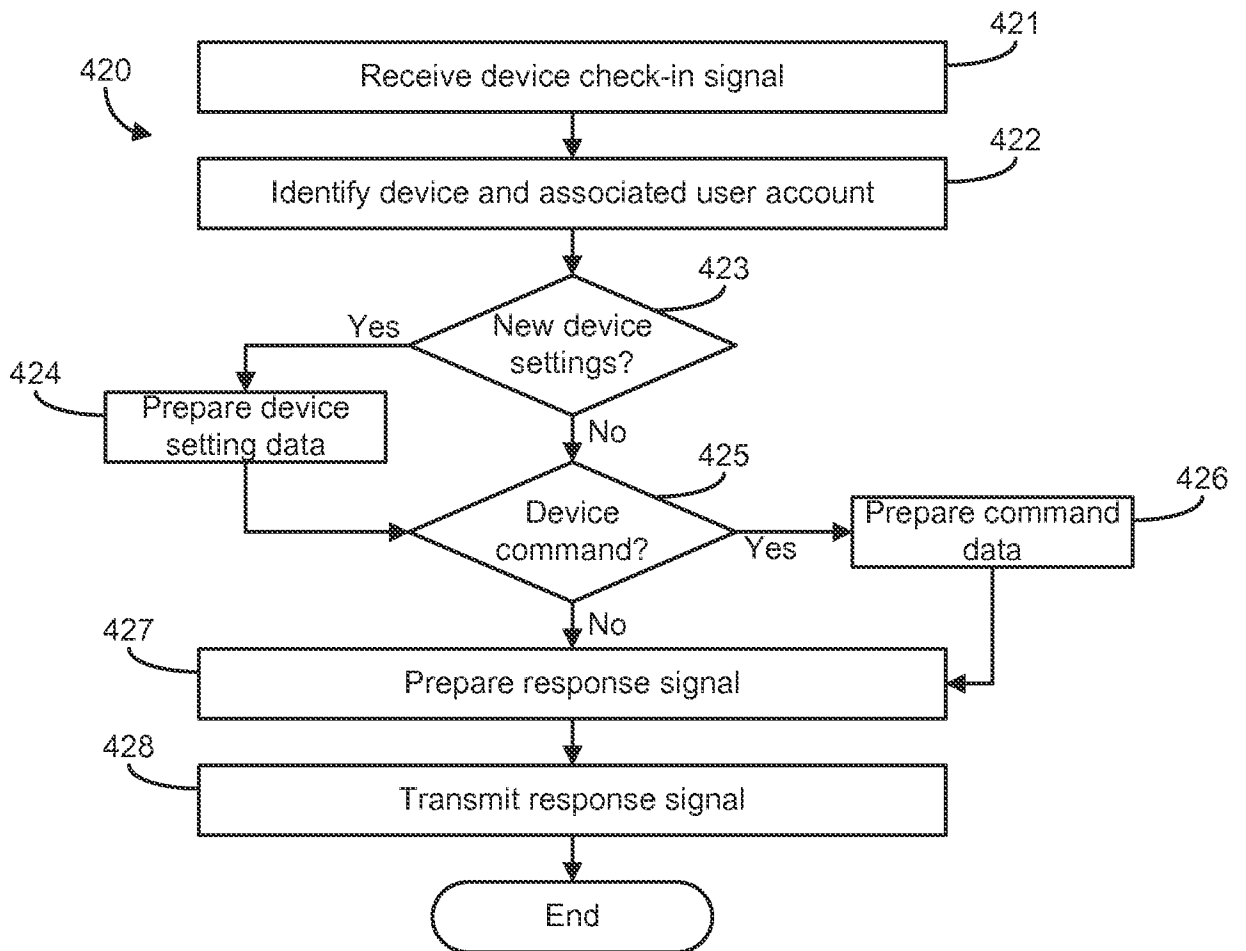 421
Receive device check-in signal
420
422
Identify device and associated user account
423
New device
settings?
Yes
424
Prepare device
setting data
No
425
Device
command?
Yes
426
Prepare command
data
No
427
Prepare response signal
428
Transmit response signal
End